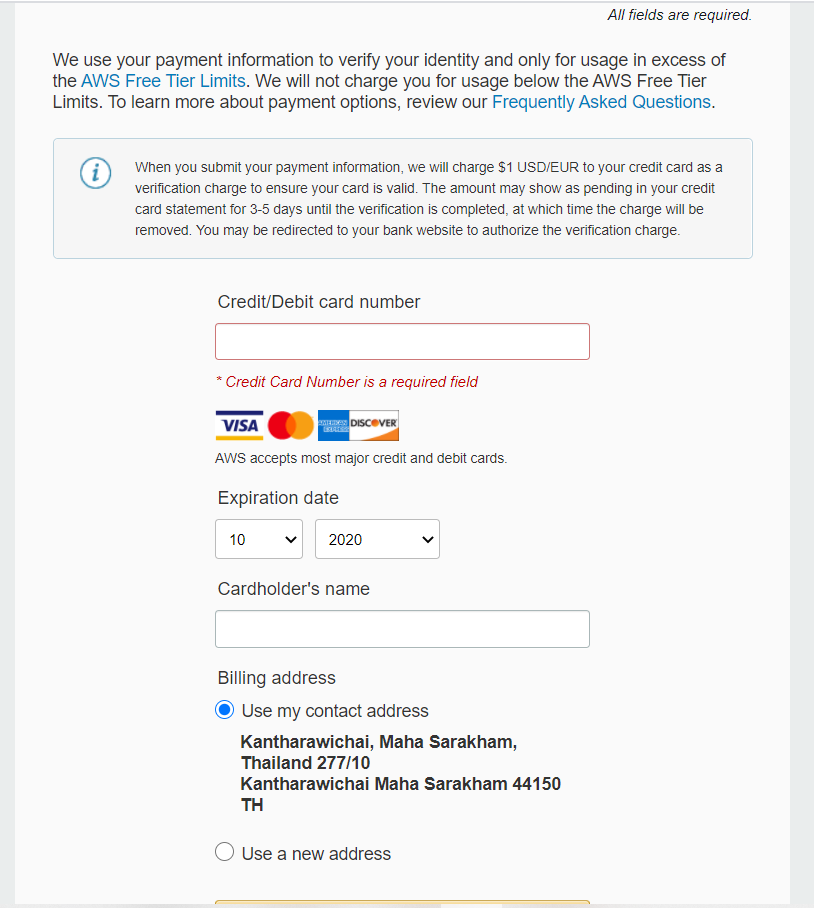 All fields are required.
We use your payment information to verify your identity and only for usage in excess of
the AWS Free Tier Limits. We will not charge you for usage below the AWS Free Tier
Limits. To learn more about payment options, review our Frequently Asked Questions.
i
When you submit your payment information, we will charge $1 USD/EUR to your credit card as a
verification charge to ensure your card is valid. The amount may show as pending in your credit
card statement for 3-5 days until the verification is completed, at which time the charge will be
removed. You may be redirected to your bank website to authorize the verification charge.
Credit/Debit card number
* Credit Card Number is a required field
VISA AMERICAN EXPRESS DISCOVER
AWS accepts most major credit and debit cards.
Expiration date
10 2020
Cardholder's name
Billing address
Use my contact address
Kantharawichai, Maha Sarakham,
Thailand 277/10
Kantharawichai Maha Sarakham 44150
TH
Use a new address